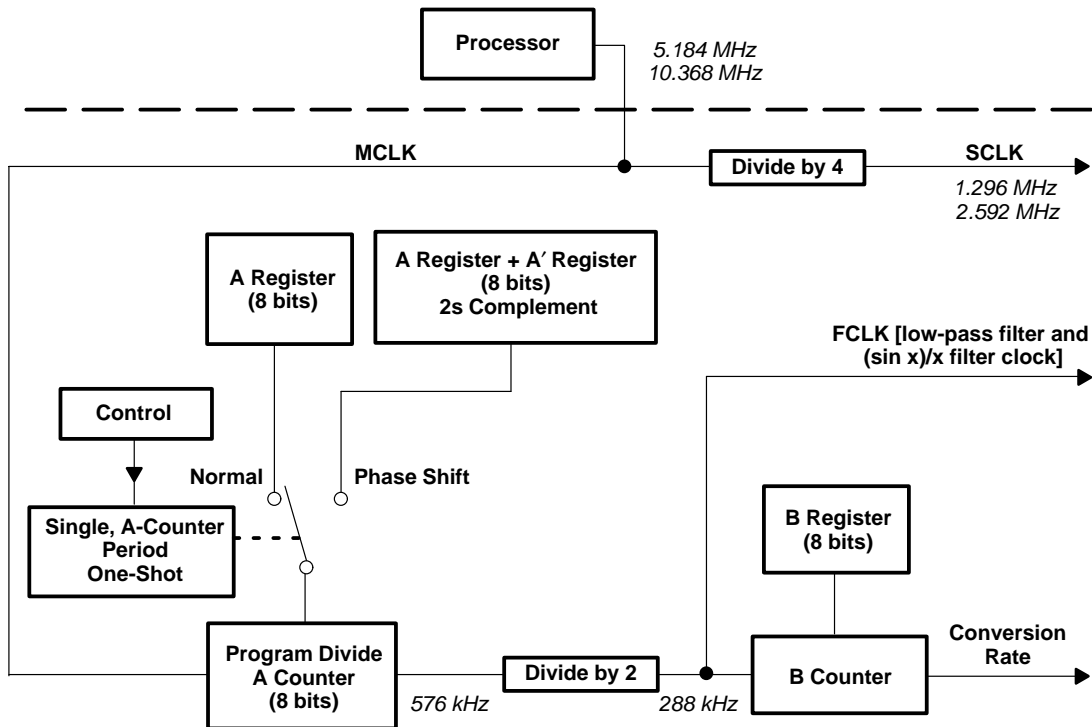 Processor
5.184 MHz
10.368 MHz
MCLK
Divide by 4
SCLK
1.296 MHz
2.592 MHz
A Register
(8 bits)
A Register + A′ Register
(8 bits)
2s Complement
FCLK [low-pass filter and
(sin x)/x filter clock]
Control
Normal
Phase Shift
Single, A-Counter
Period
One-Shot
B Register
(8 bits)
Program Divide
A Counter
(8 bits)
576 kHz
Divide by 2
288 kHz
B Counter
Conversion
Rate